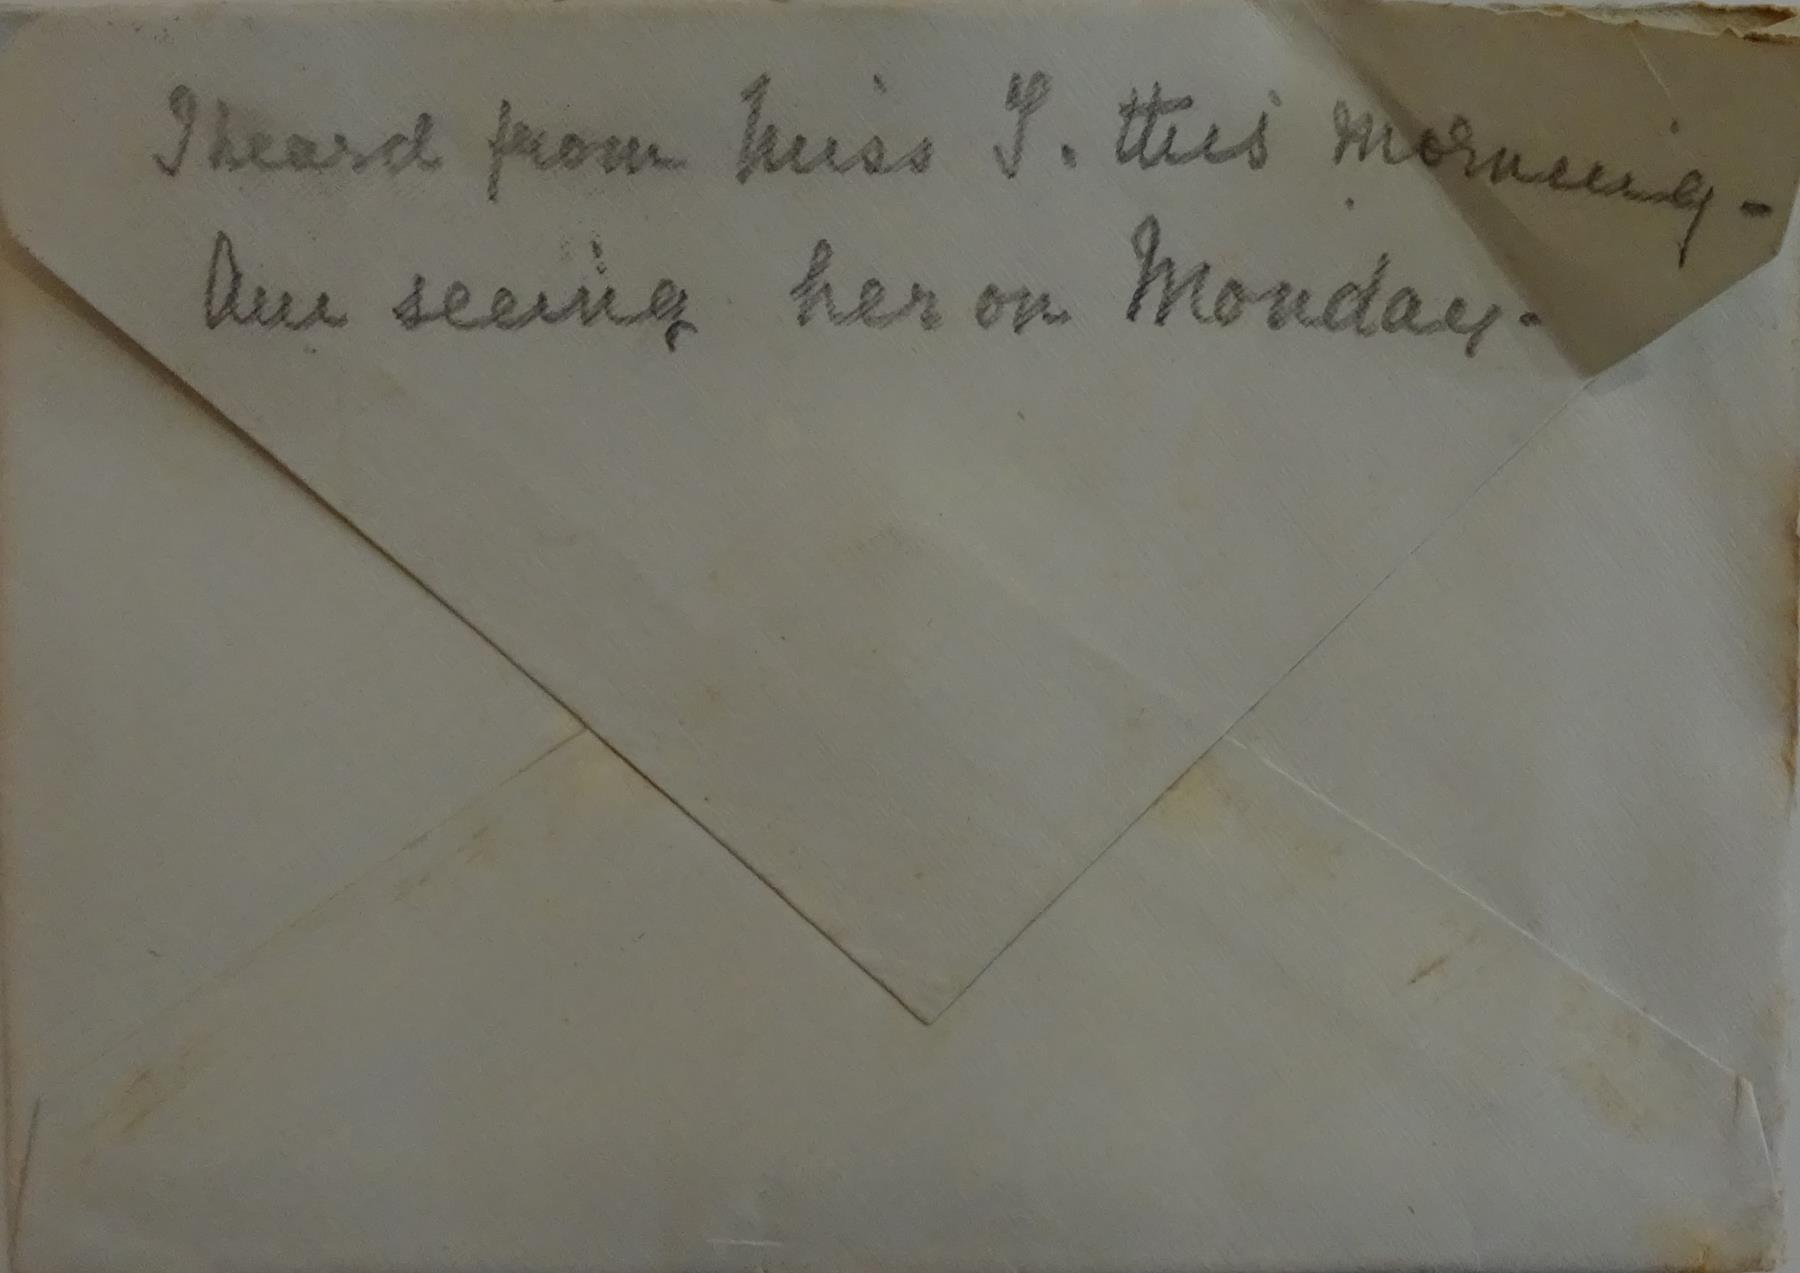 I heard from Miss T. this morning -
Am seeing her on Monday -